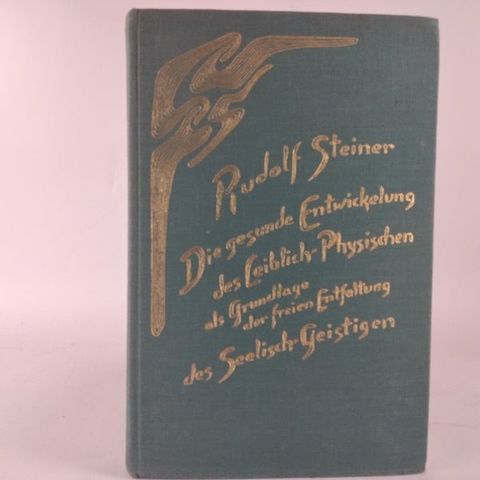 Rudolf Steiner
Die gesunde Entwickelung
des Leiblich-Physischen
als Grundlage
der freien Entfaltung
des Seelisch-Geistigen